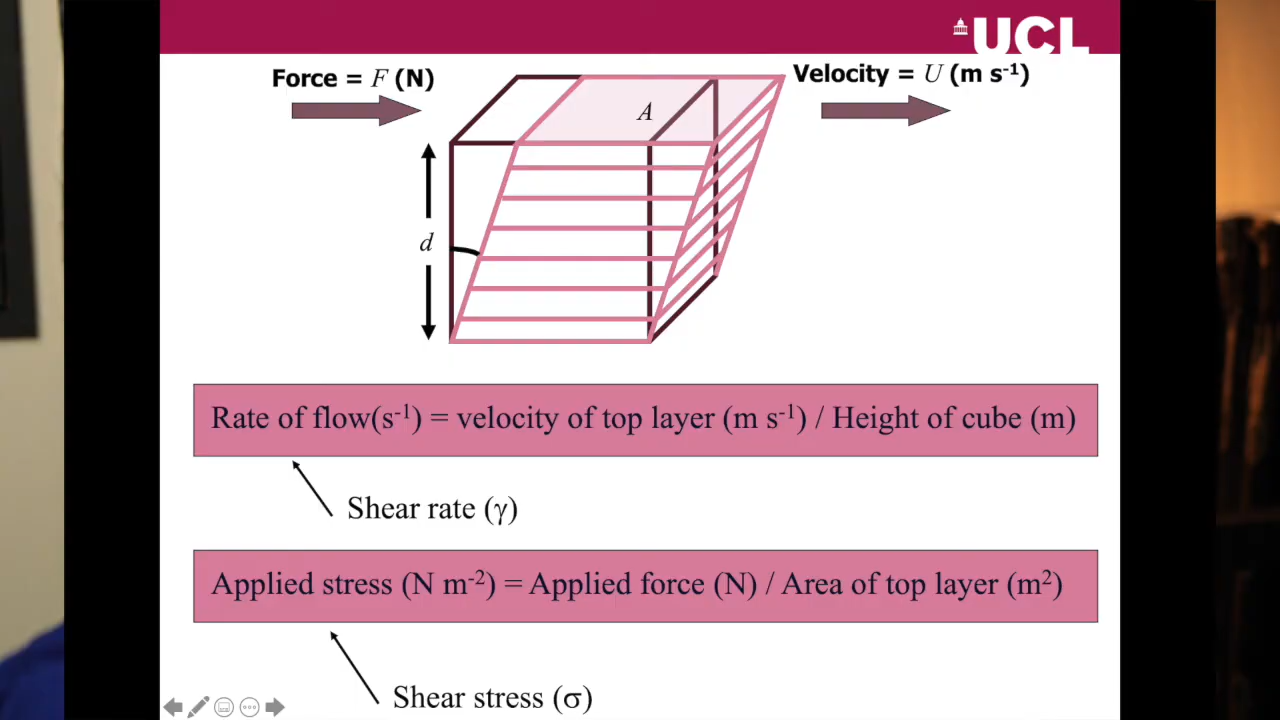 UCL
Force = F (N)
Velocity = U (m s⁻¹)
A
d
Rate of flow(s⁻¹) = velocity of top layer (m s⁻¹) / Height of cube (m)
Shear rate (γ)
Applied stress (N m⁻²) = Applied force (N) / Area of top layer (m²)
Shear stress (σ)